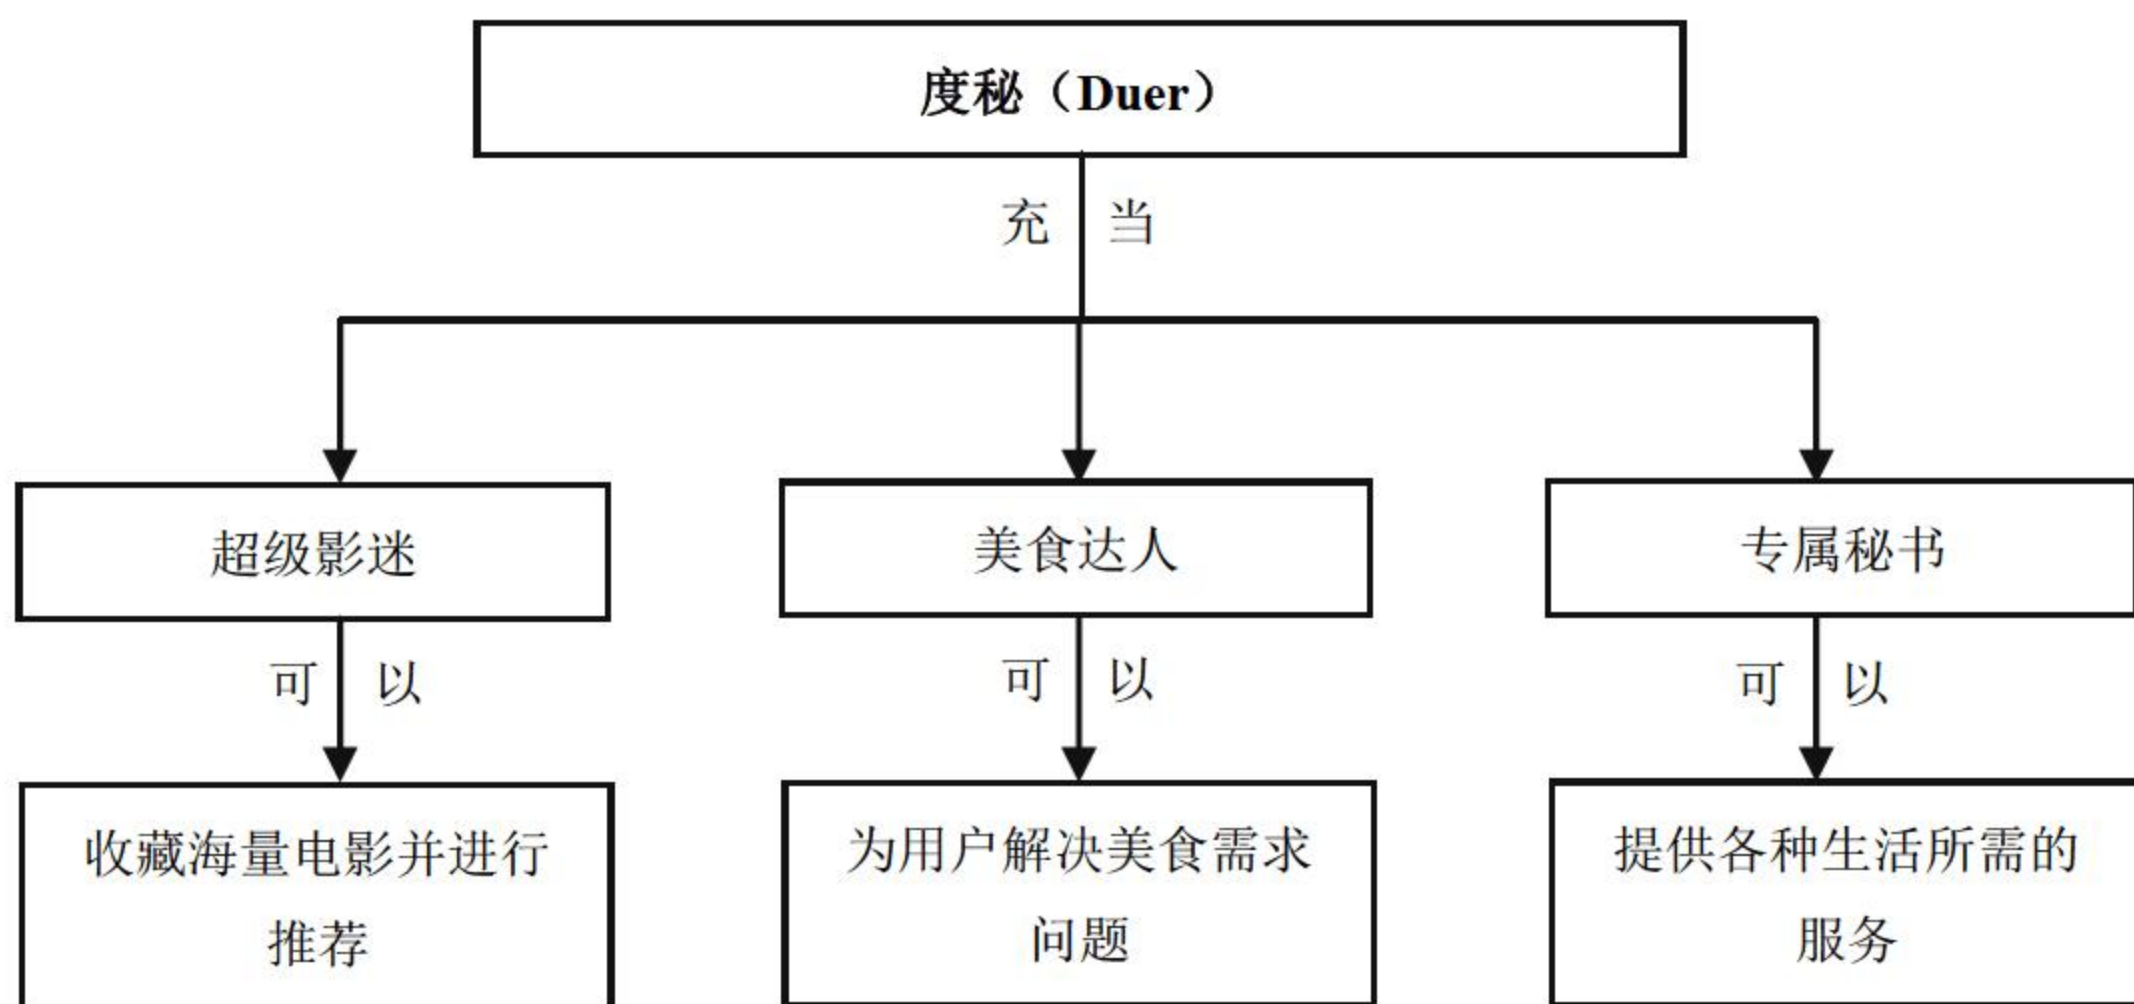 度秘（Duer）
充 当
超级影迷
美食达人
专属秘书
可 以
可 以
可 以
收藏海量电影并进行
推荐
为用户解决美食需求
问题
提供各种生活所需的
服务